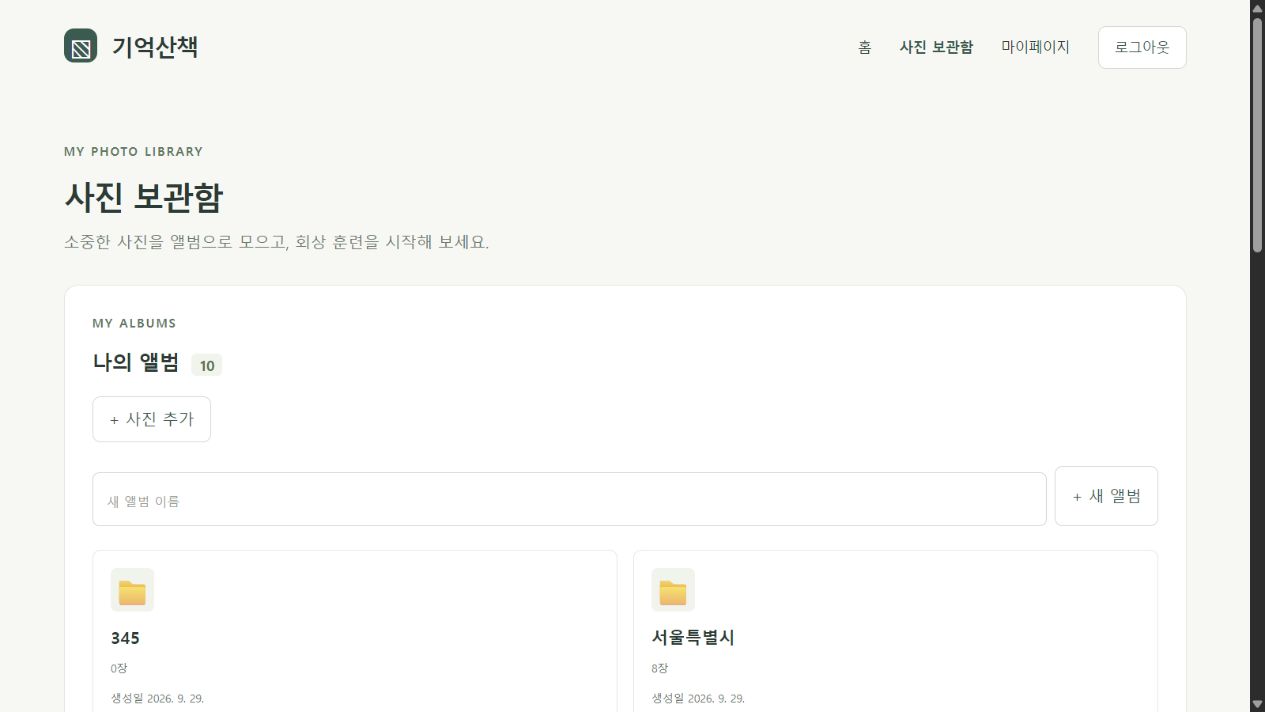 기억산책
홈 사진 보관함 마이페이지 로그아웃
MY PHOTO LIBRARY
사진 보관함
소중한 사진을 앨범으로 모으고, 회상 훈련을 시작해 보세요.
MY ALBUMS
나의 앨범 10
+ 사진 추가
새 앨범 이름
+ 새 앨범
345
0장
생성일 2026. 9. 29.
서울특별시
8장
생성일 2026. 9. 29.